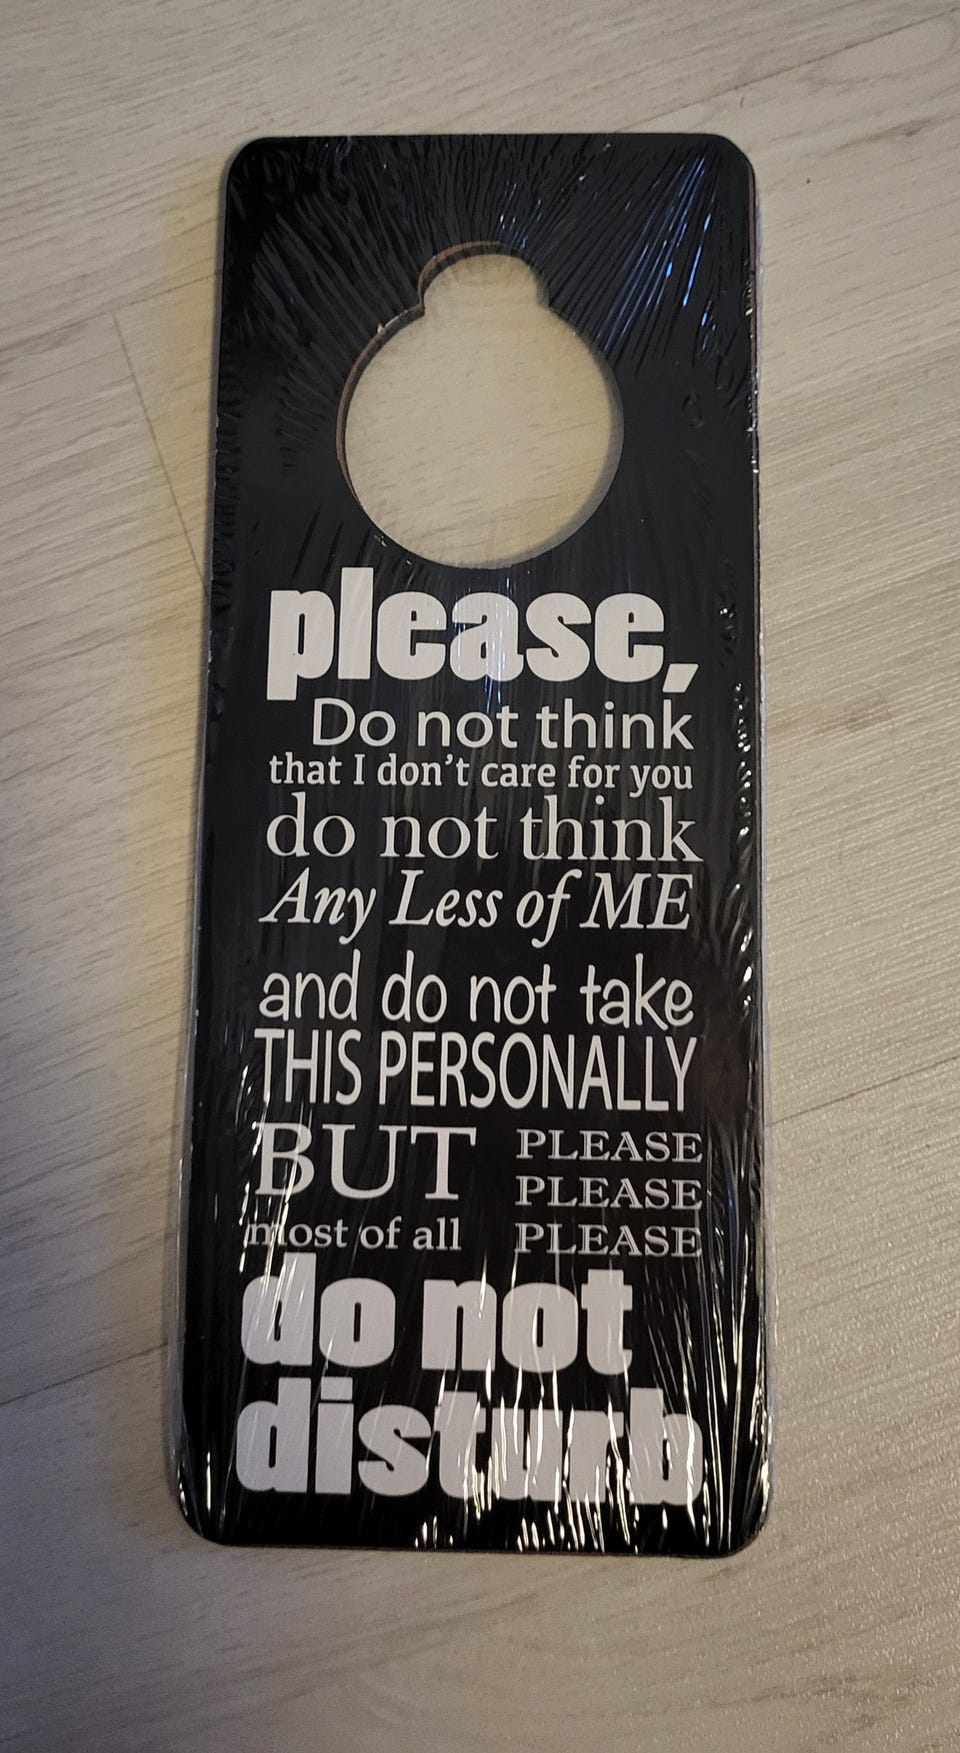 please,
Do not think
that I don't care for you
do not think
Any Less of ME
and do not take
THIS PERSONALLY
BUT
most of all
PLEASE
PLEASE
PLEASE
do not
disturb